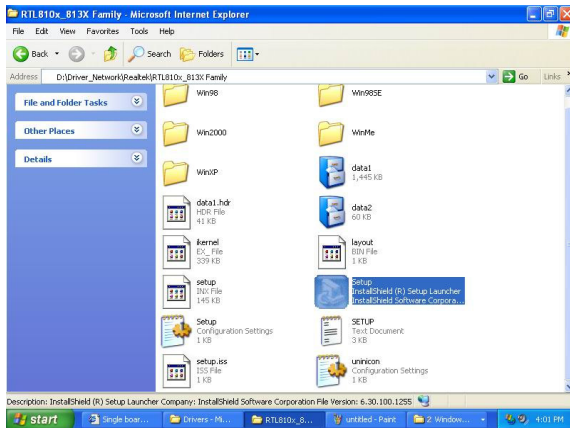 RTL810x_813X Family - Microsoft Internet Explorer
File Edit View Favorites Tools Help
Back Search Folders
Address D:\Driver_Network\Realtek\RTL810x_813X Family Go Links
File and Folder Tasks
Other Places
Details
Win98
Win98SE
Win2000
WinMe
WinXP
data1
1,445 KB
data1.hdr
HDR File
41 KB
data2
60 KB
ikernel
EX_ File
339 KB
layout
BIN File
1 KB
setup
INX File
145 KB
Setup
InstallShield (R) Setup Launcher
InstallShield Software Corpora...
Setup
Configuration Settings
1 KB
SETUP
Text Document
3 KB
setup.iss
ISS File
1 KB
uninicon
Configuration Settings
1 KB
Description: InstallShield (R) Setup Launcher Company: InstallShield Software Corporation File Version: 6.30.100.1255
start Single boar... Drivers - Mi... RTL810x_8... untitled - Paint 2 Window... 4:01 PM